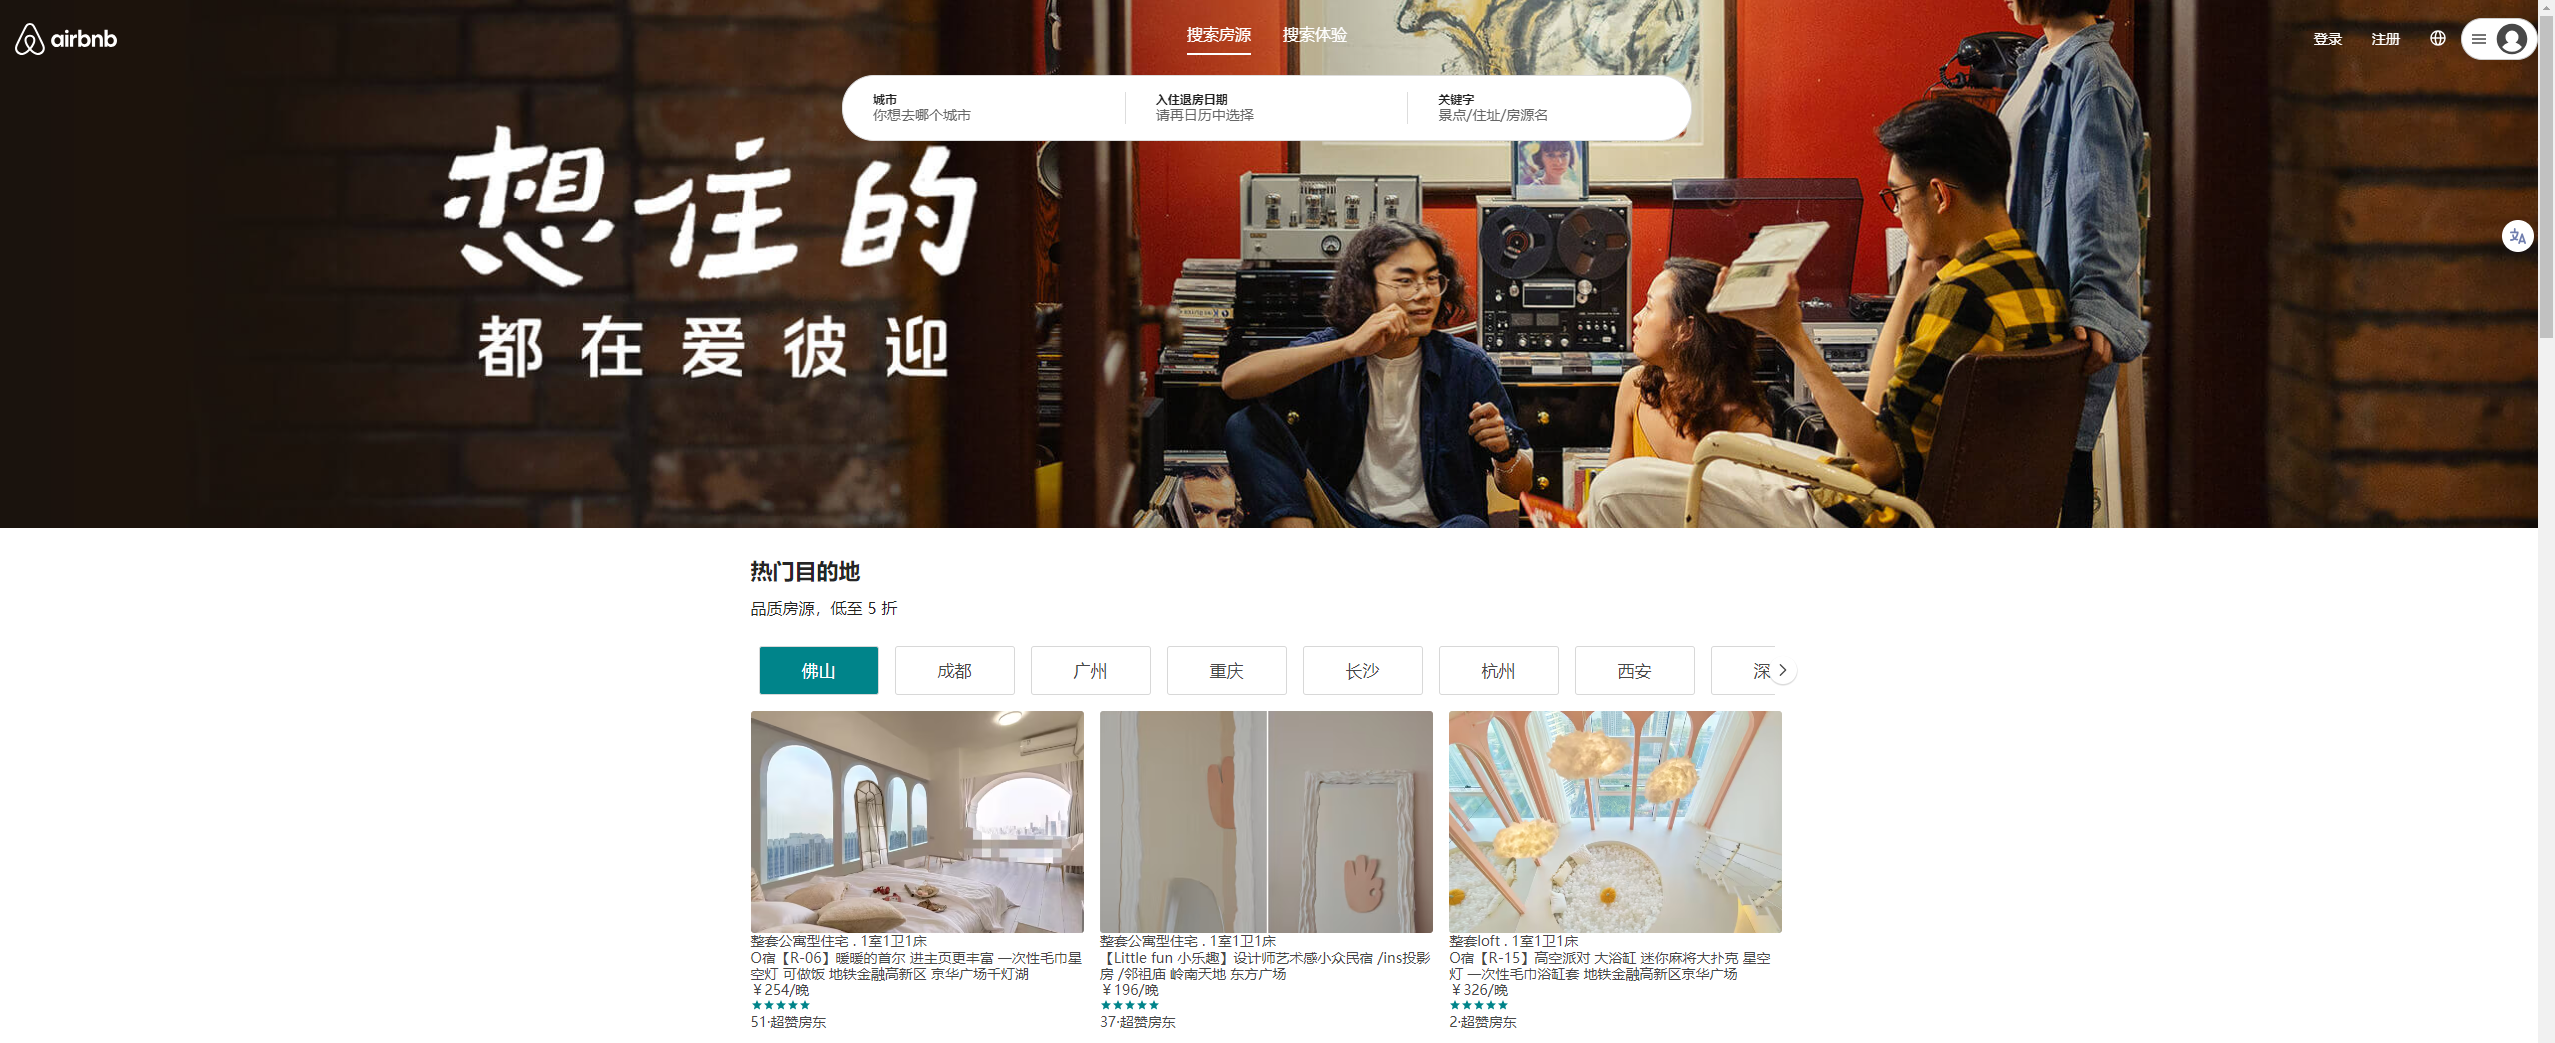 airbnb
搜索房源 搜索体验
登录 注册
城市
你想去哪个城市
入住退房日期
请再日历中选择
关键字
景点/住址/房源名
想住的
都在爱彼迎
热门目的地
品质房源，低至 5 折
佛山 成都 广州 重庆 长沙 杭州 西安 深
整套公寓型住宅 . 1室1卫1床
O宿【R-06】暖暖的首尔 进主页更丰富 一次性毛巾星
空灯 可做饭 地铁金融高新区 京华广场千灯湖
￥254/晚
★★★★★
51·超赞房东
整套公寓型住宅 . 1室1卫1床
【Little fun 小乐趣】设计师艺术感小众民宿 /ins投影
房 /邻祖庙 岭南天地 东方广场
￥196/晚
★★★★★
37·超赞房东
整套loft . 1室1卫1床
O宿【R-15】高空派对 大浴缸 迷你麻将大扑克 星空
灯 一次性毛巾浴缸套 地铁金融高新区京华广场
￥326/晚
★★★★★
2·超赞房东